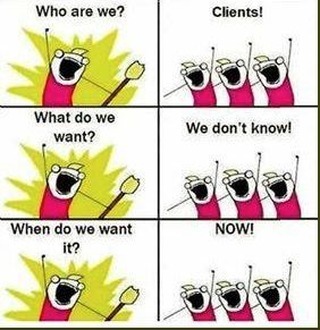 Who are we?
Clients!
What do we
want?
We don't know!
When do we want
it?
NOW!